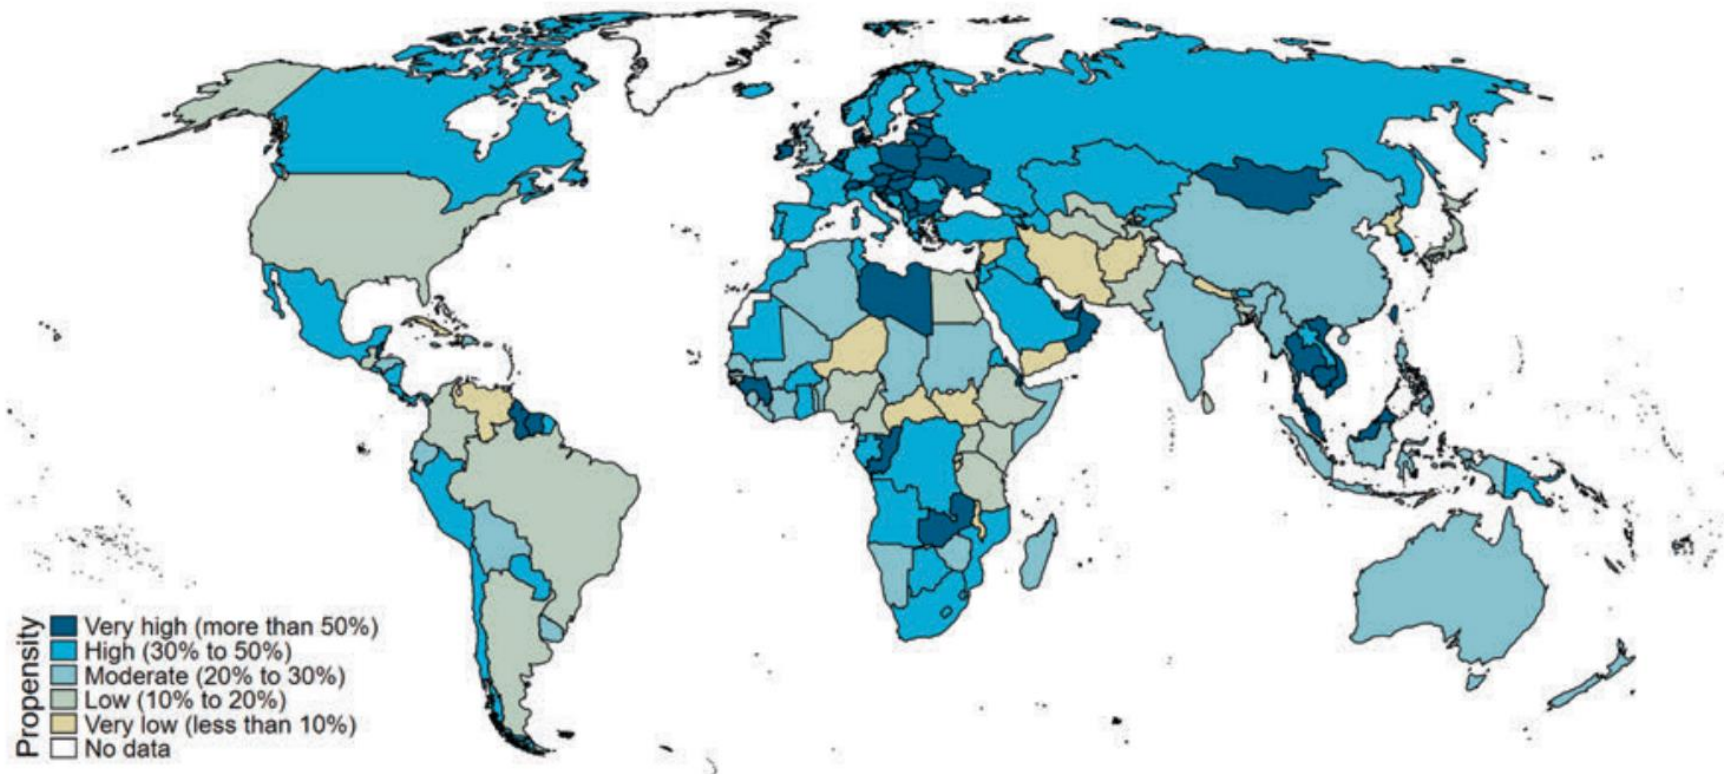 Propensity
Very high (more than 50%)
High (30% to 50%)
Moderate (20% to 30%)
Low (10% to 20%)
Very low (less than 10%)
No data